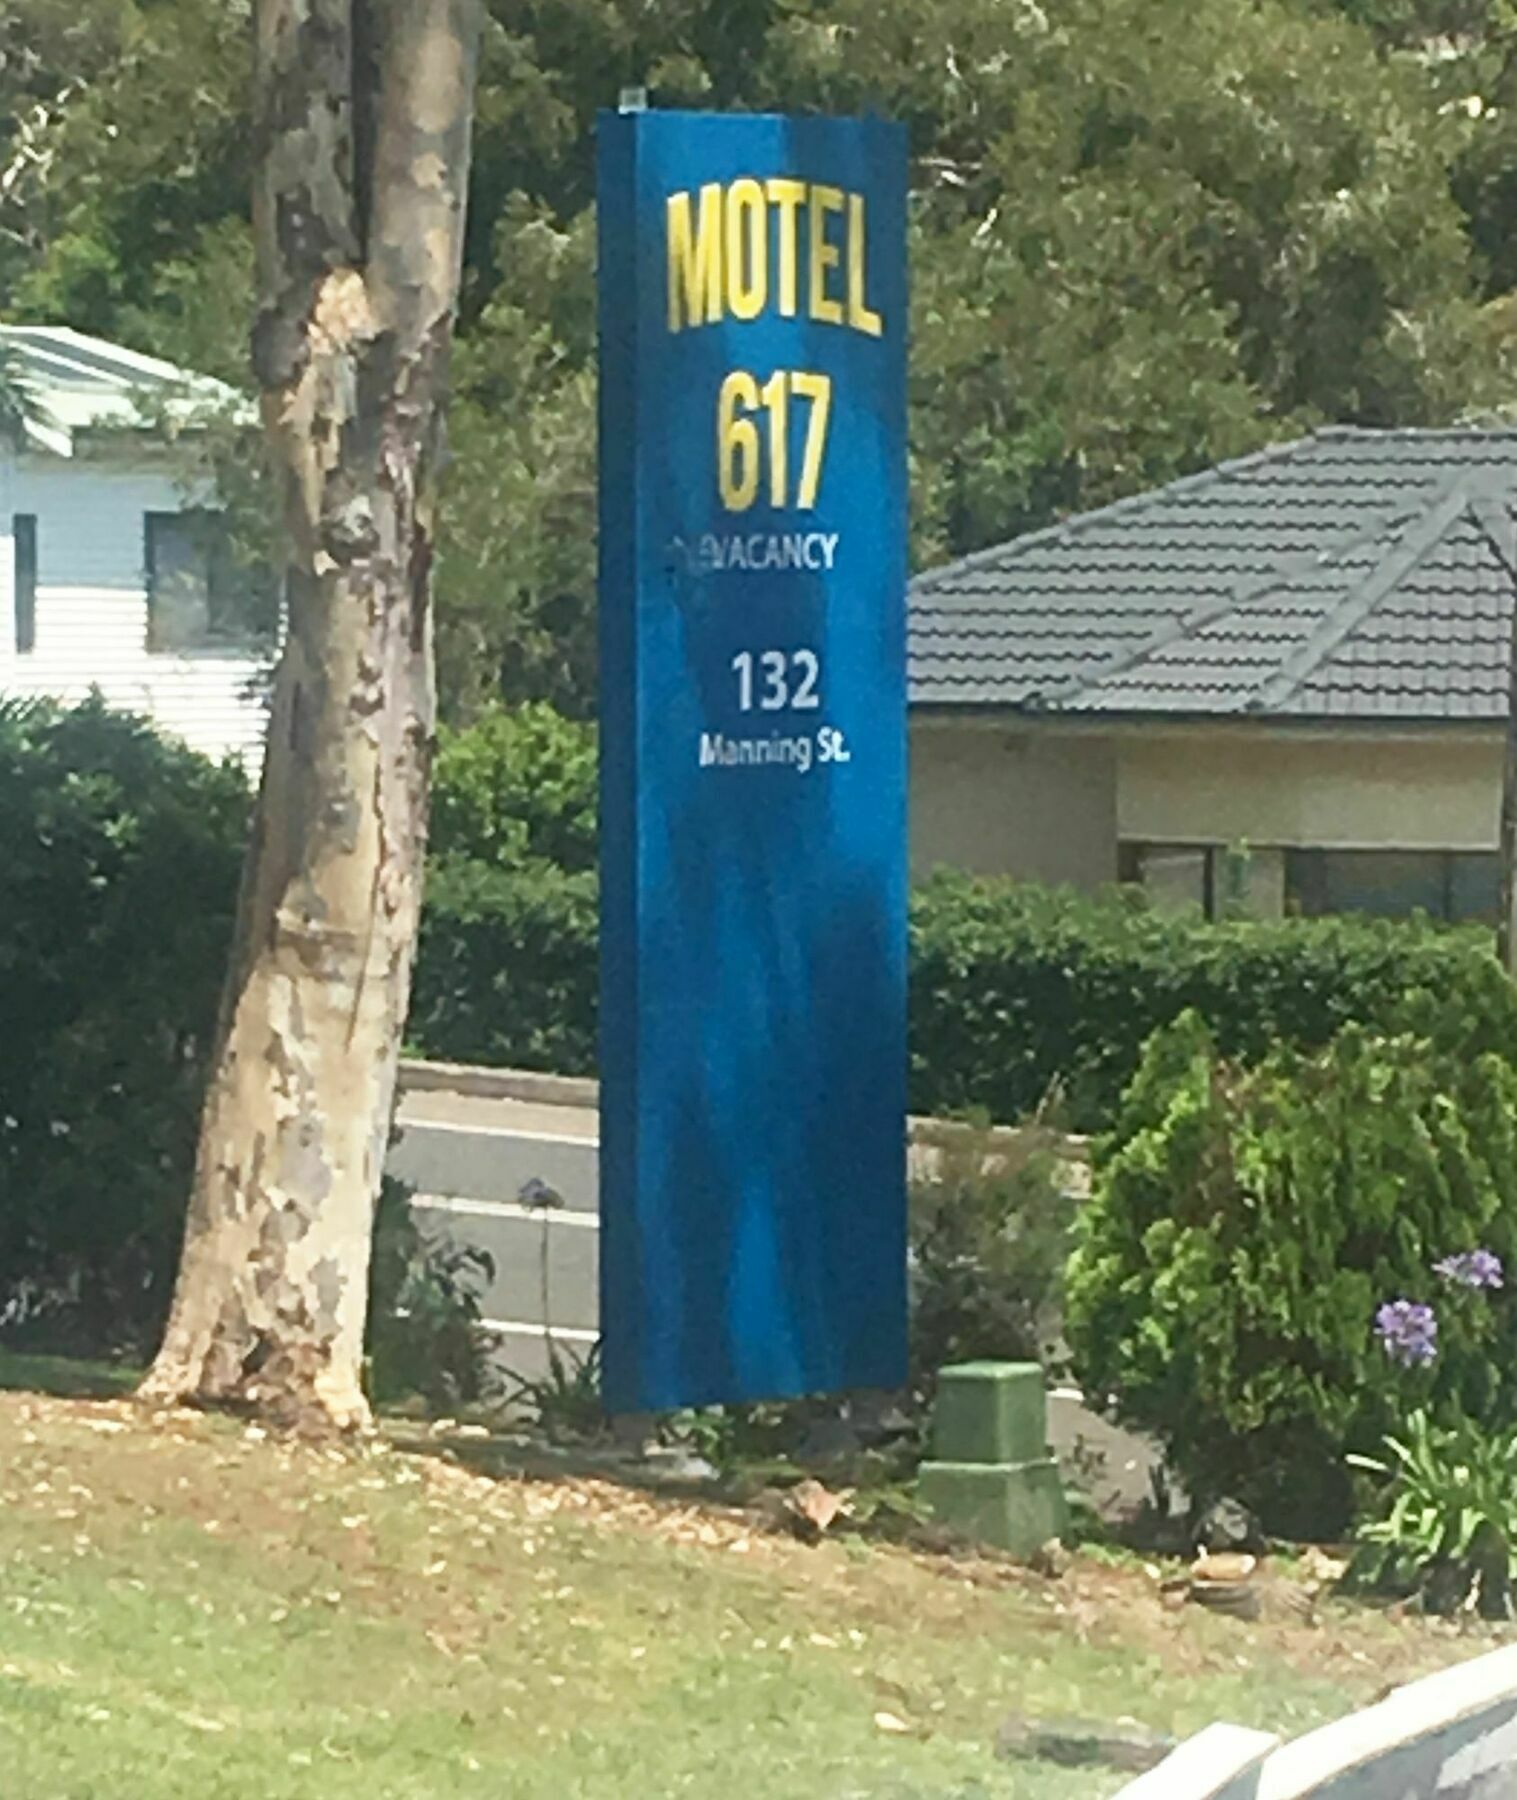 MOTEL
617
VACANCY
132
Manning St.